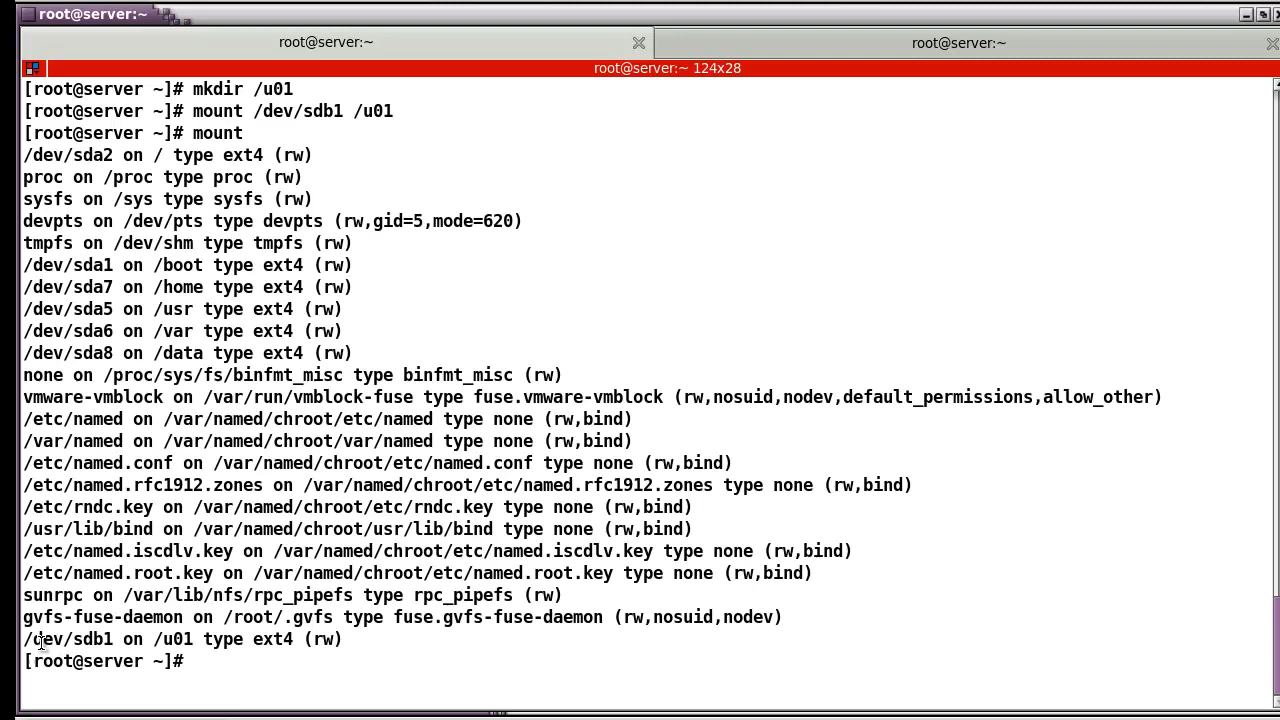 root@server:~
root@server:~
root@server:~
root@server:~ 124x28
[root@server ~]# mkdir /u01
[root@server ~]# mount /dev/sdb1 /u01
[root@server ~]# mount
/dev/sda2 on / type ext4 (rw)
proc on /proc type proc (rw)
sysfs on /sys type sysfs (rw)
devpts on /dev/pts type devpts (rw,gid=5,mode=620)
tmpfs on /dev/shm type tmpfs (rw)
/dev/sda1 on /boot type ext4 (rw)
/dev/sda7 on /home type ext4 (rw)
/dev/sda5 on /usr type ext4 (rw)
/dev/sda6 on /var type ext4 (rw)
/dev/sda8 on /data type ext4 (rw)
none on /proc/sys/fs/binfmt_misc type binfmt_misc (rw)
vmware-vmblock on /var/run/vmblock-fuse type fuse.vmware-vmblock (rw,nosuid,nodev,default_permissions,allow_other)
/etc/named on /var/named/chroot/etc/named type none (rw,bind)
/var/named on /var/named/chroot/var/named type none (rw,bind)
/etc/named.conf on /var/named/chroot/etc/named.conf type none (rw,bind)
/etc/named.rfc1912.zones on /var/named/chroot/etc/named.rfc1912.zones type none (rw,bind)
/etc/rndc.key on /var/named/chroot/etc/rndc.key type none (rw,bind)
/usr/lib/bind on /var/named/chroot/usr/lib/bind type none (rw,bind)
/etc/named.iscdlv.key on /var/named/chroot/etc/named.iscdlv.key type none (rw,bind)
/etc/named.root.key on /var/named/chroot/etc/named.root.key type none (rw,bind)
sunrpc on /var/lib/nfs/rpc_pipefs type rpc_pipefs (rw)
gvfs-fuse-daemon on /root/.gvfs type fuse.gvfs-fuse-daemon (rw,nosuid,nodev)
/dev/sdb1 on /u01 type ext4 (rw)
[root@server ~]#